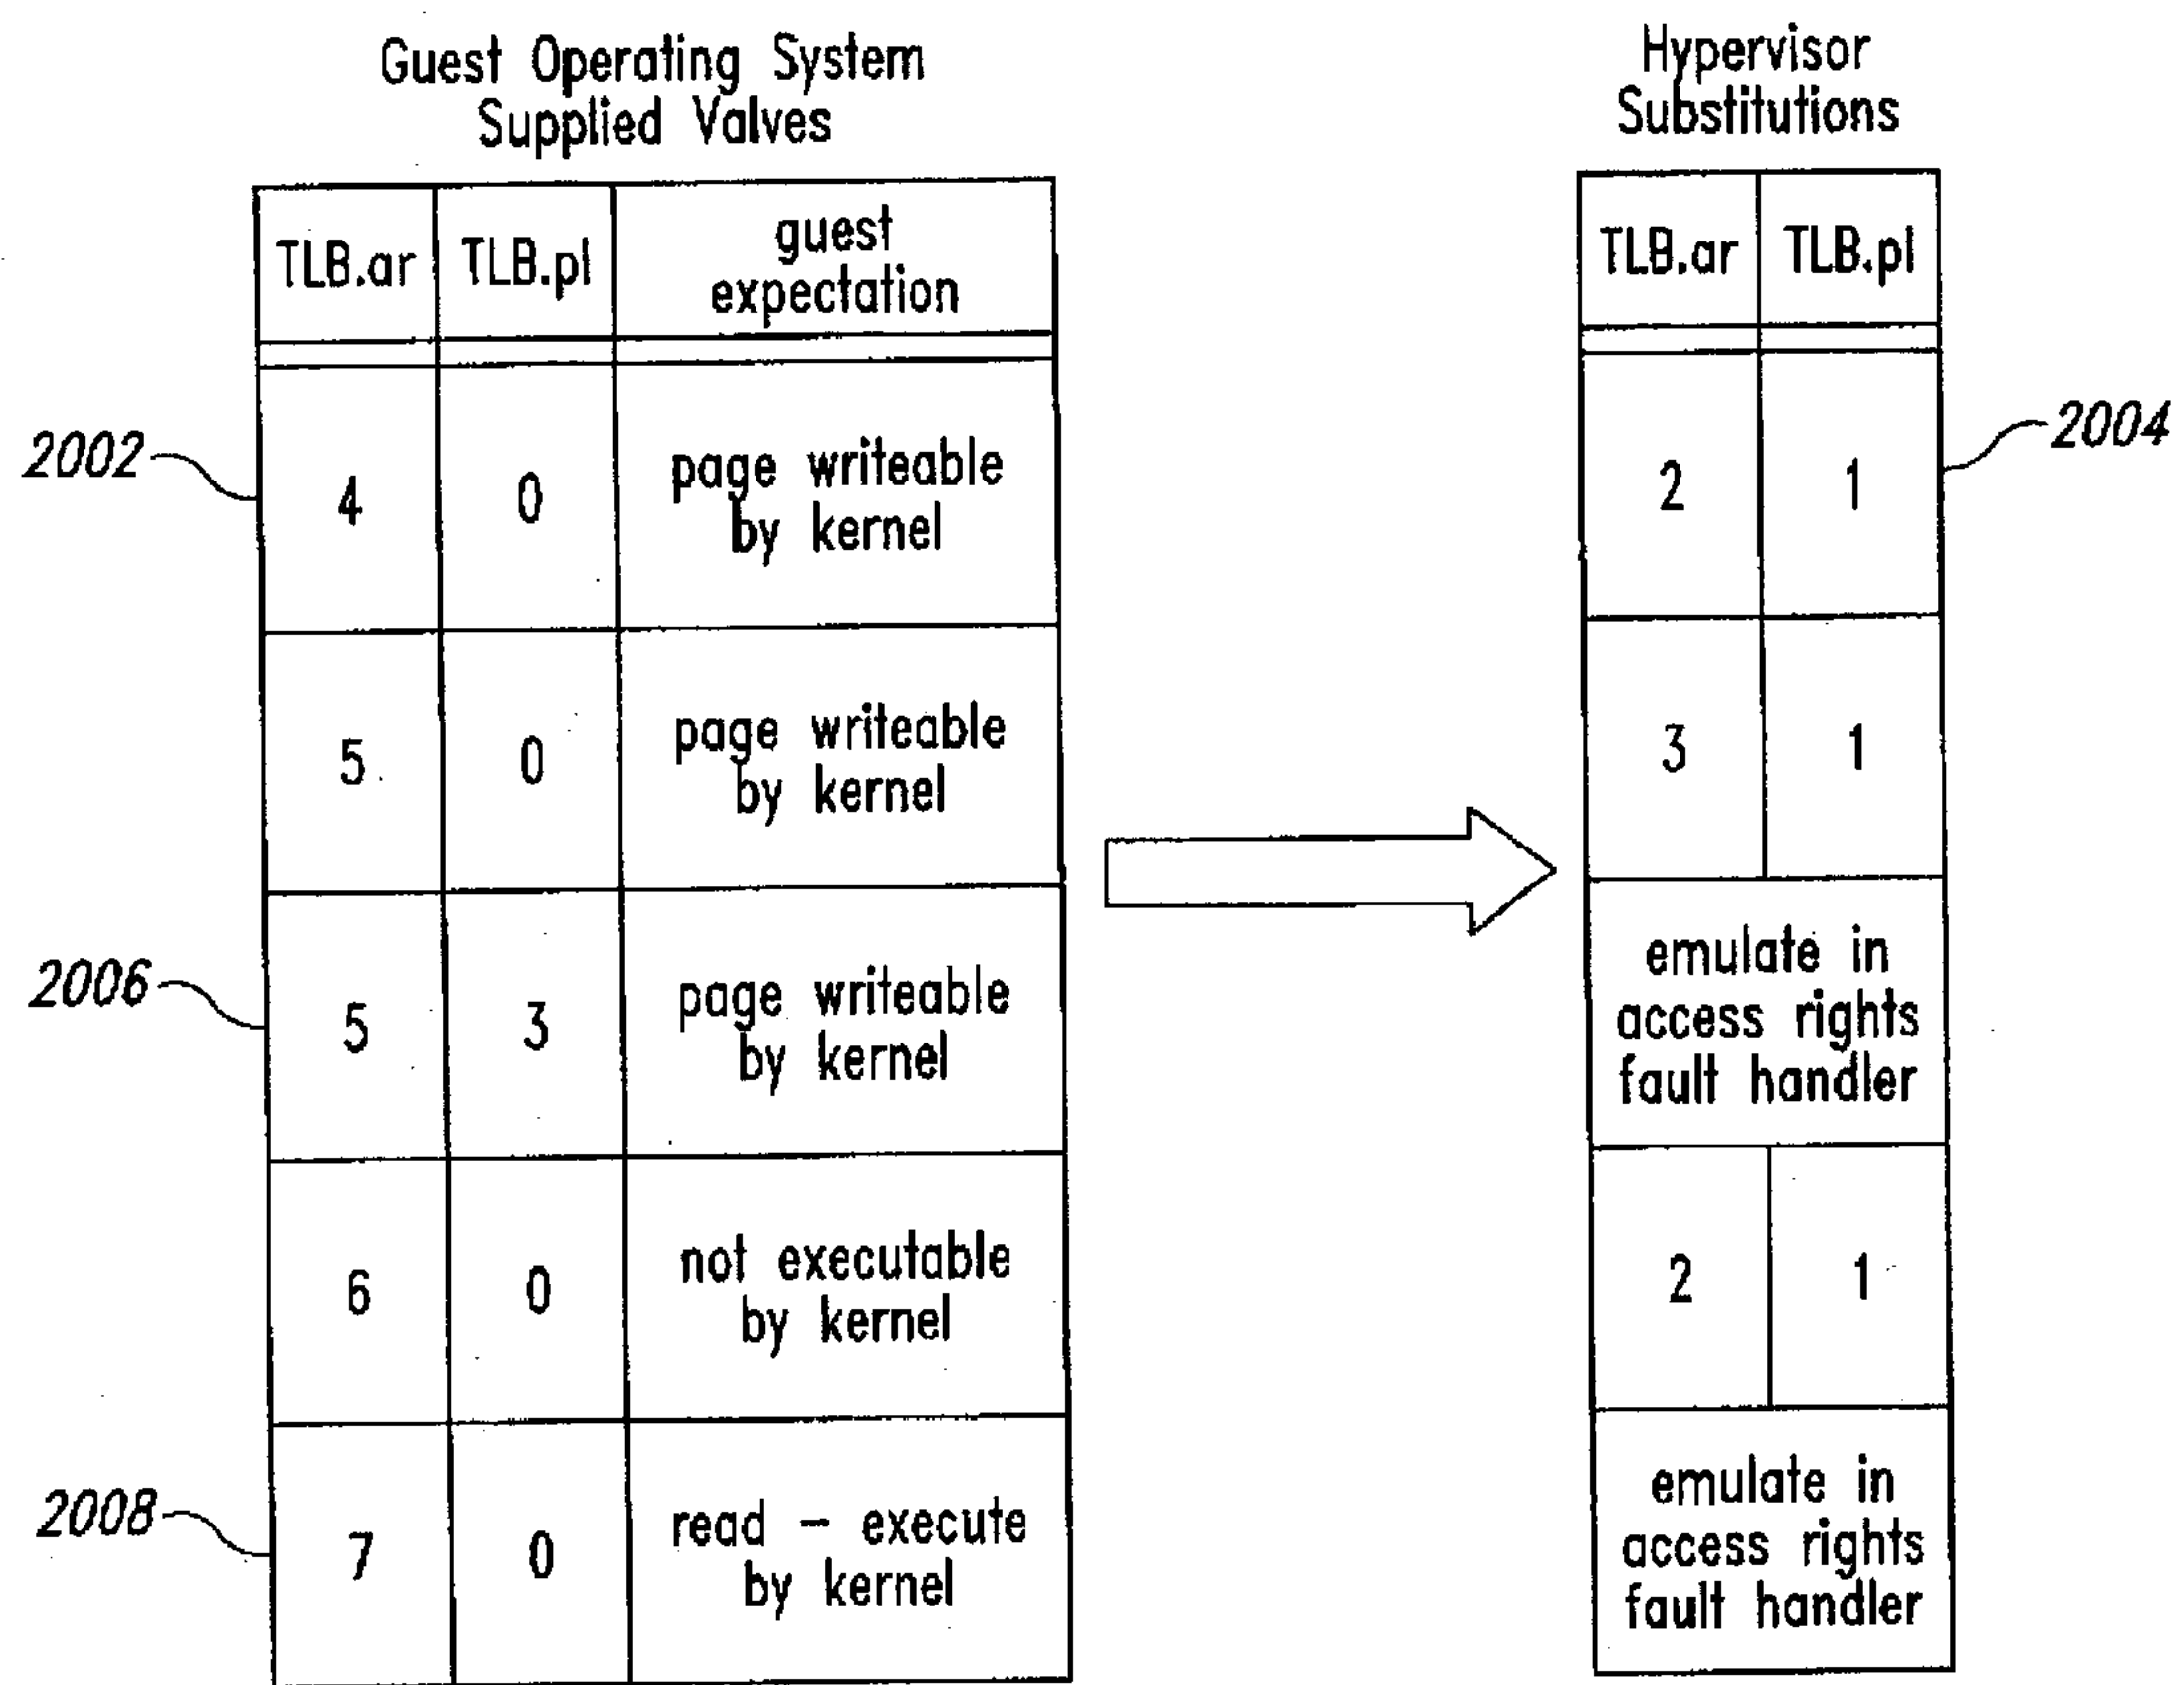 Guest Operating System
Supplied Valves
Hypervisor
Substitutions
TLB.ar TLB.pl guest
expectation
TLB.ar TLB.pl
2002
4 0 page writeable
by kernel
2 1
2004
5 0 page writeable
by kernel
3 1
2006
5 3 page writeable
by kernel
emulate in
access rights
fault handler
6 0 not executable
by kernel
2 1
2008
7 0 read - execute
by kernel
emulate in
access rights
fault handler